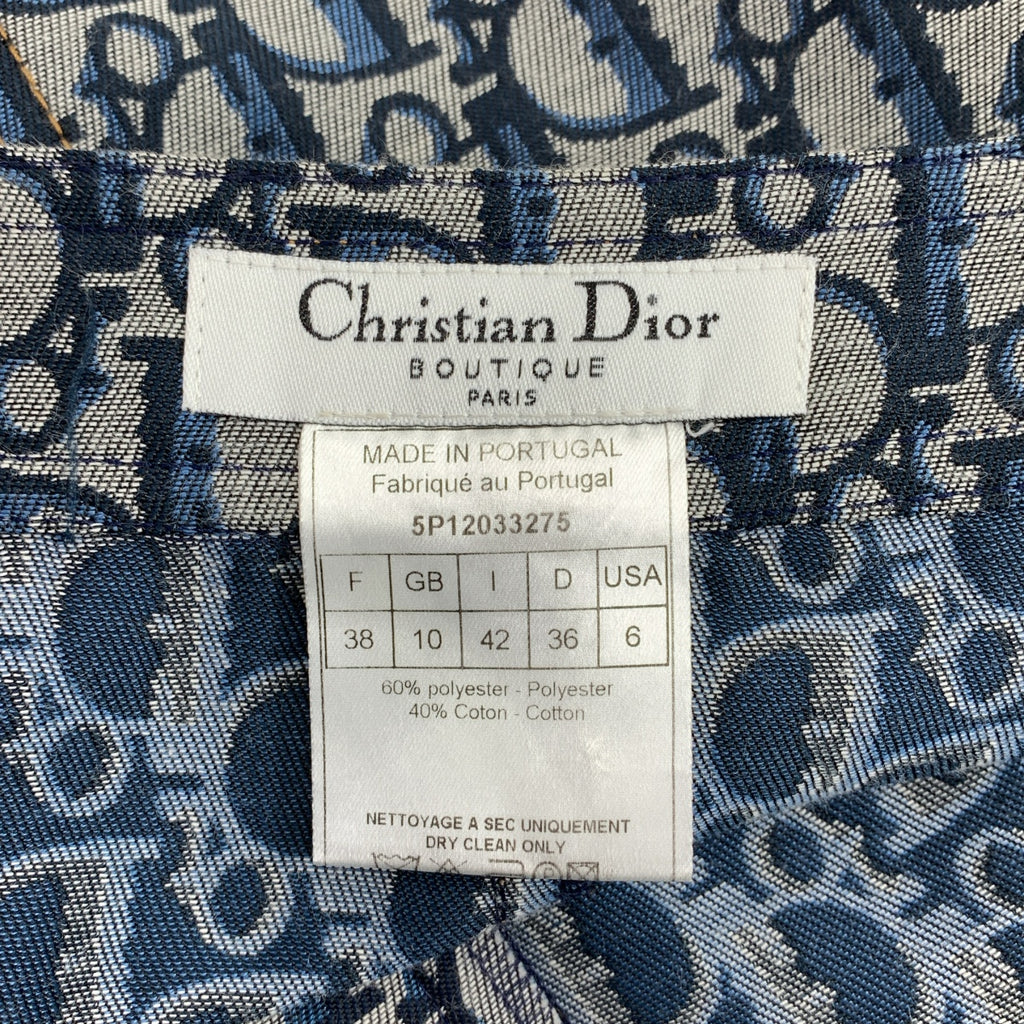 Christian Dior
BOUTIQUE
PARIS
MADE IN PORTUGAL
Fabriqué au Portugal
5P12033275
F GB I D USA
38 10 42 36 6
60% polyester - Polyester
40% Coton - Cotton
NETTOYAGE A SEC UNIQUEMENT
DRY CLEAN ONLY